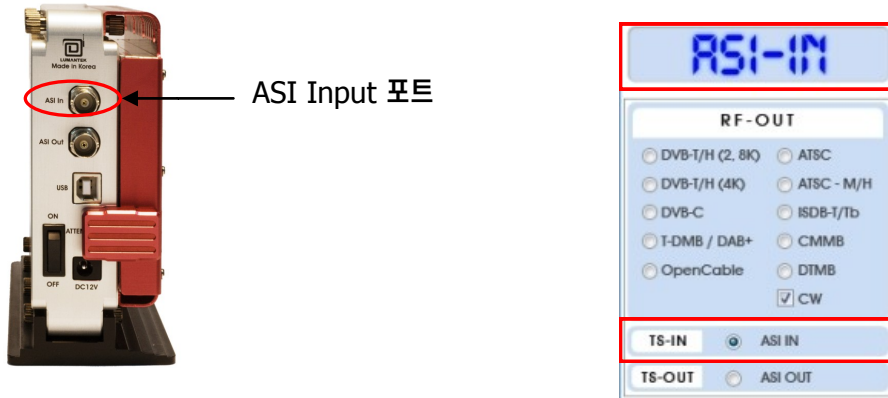 LUMANTEK
Made in Korea
ASI In
ASI Out
USB
ON
ATTE
OFF
DC12V
ASI Input 포트
ASI-IN
RF-OUT
DVB-T/H (2, 8K)
ATSC
DVB-T/H (4K)
ATSC - M/H
DVB-C
ISDB-T/Tb
T-DMB / DAB+
CMMB
OpenCable
DTMB
CW
TS-IN
ASI IN
TS-OUT
ASI OUT